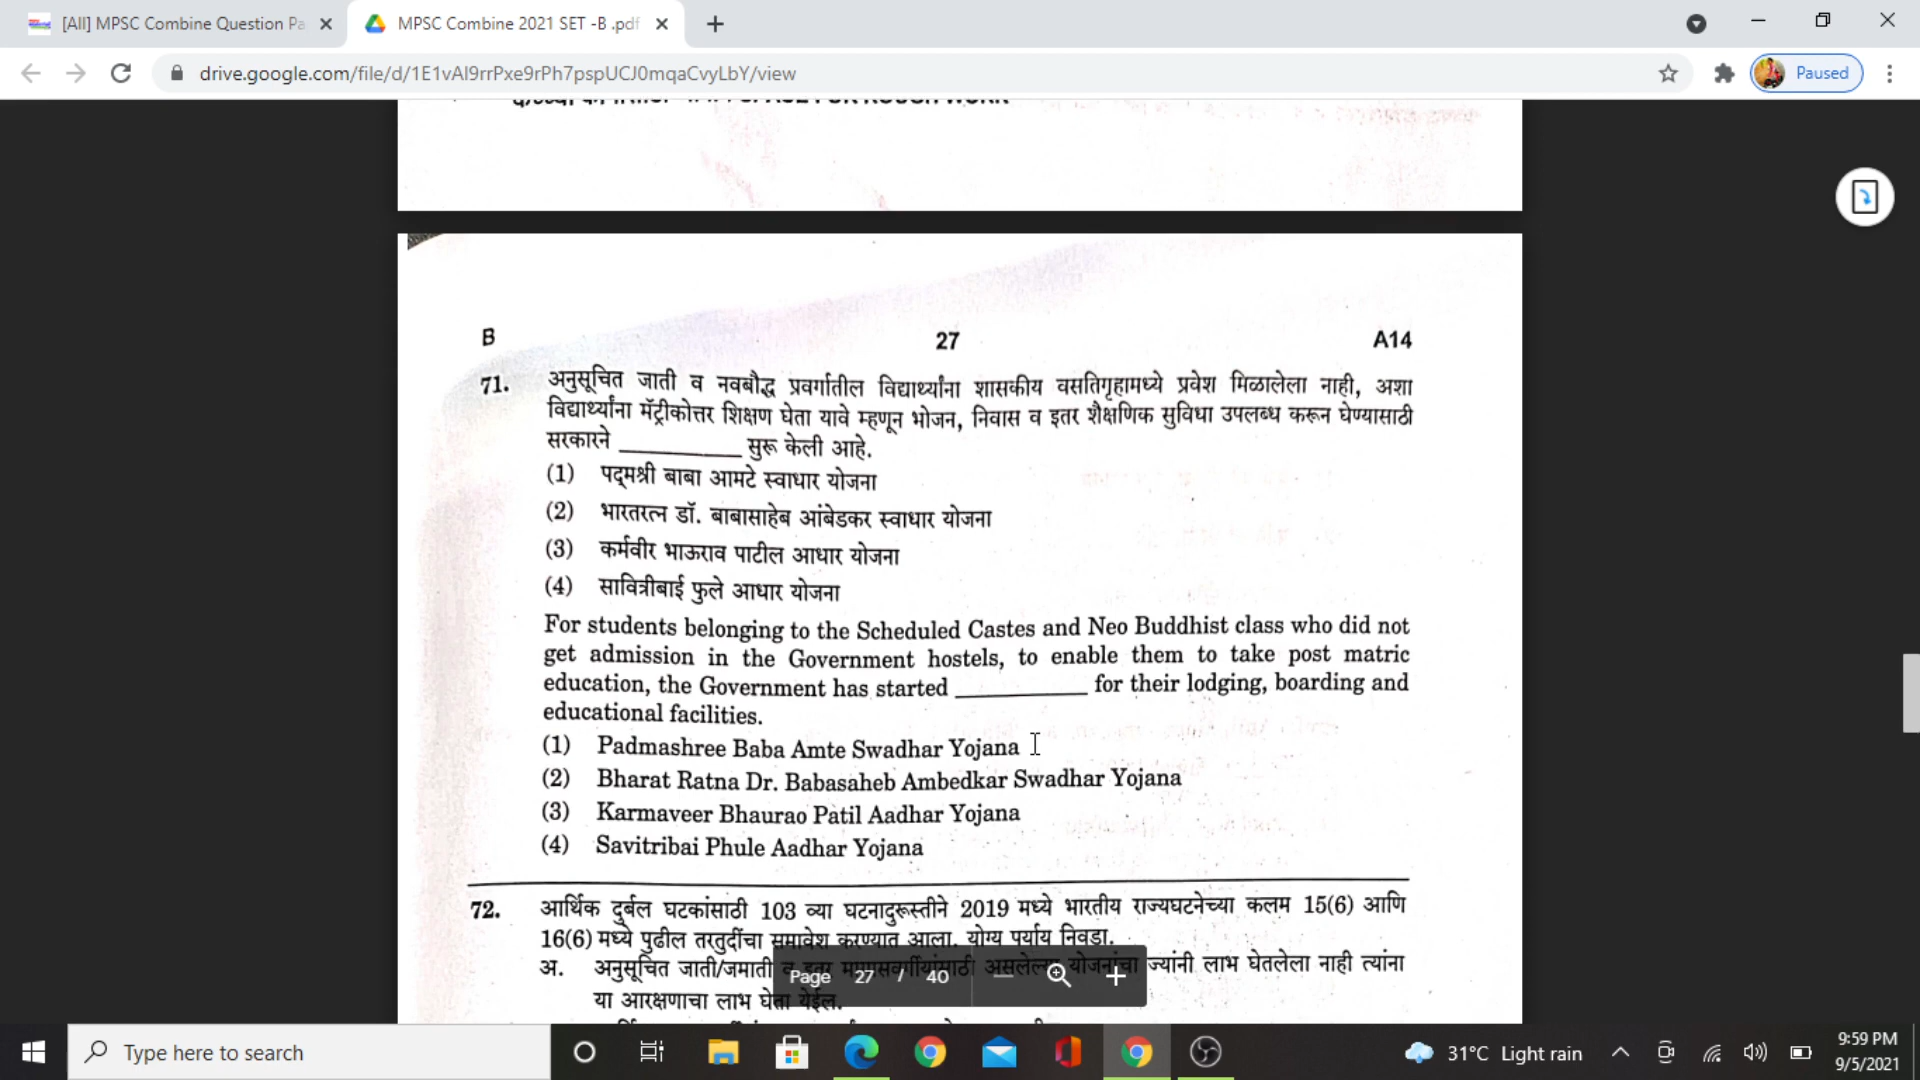 [All] MPSC Combine Question Pa
MPSC Combine 2021 SET -B .pdf
drive.google.com/file/d/1E1vAl9rrPxe9rPh7pspUCJ0mqaCvyLbY/view
Paused
B 27 A14
71. अनुसूचित जाती व नवबौद्ध प्रवर्गातील विद्यार्थ्यांना शासकीय वसतिगृहामध्ये प्रवेश मिळालेला नाही, अशा
विद्यार्थ्यांना मॅट्रीकोत्तर शिक्षण घेता यावे म्हणून भोजन, निवास व इतर शैक्षणिक सुविधा उपलब्ध करून घेण्यासाठी
सरकारने __________ सुरू केली आहे.
(1) पद्मश्री बाबा आमटे स्वाधार योजना
(2) भारतरत्न डॉ. बाबासाहेब आंबेडकर स्वाधार योजना
(3) कर्मवीर भाऊराव पाटील आधार योजना
(4) सावित्रीबाई फुले आधार योजना
For students belonging to the Scheduled Castes and Neo Buddhist class who did not
get admission in the Government hostels, to enable them to take post matric
education, the Government has started __________ for their lodging, boarding and
educational facilities.
(1) Padmashree Baba Amte Swadhar Yojana
(2) Bharat Ratna Dr. Babasaheb Ambedkar Swadhar Yojana
(3) Karmaveer Bhaurao Patil Aadhar Yojana
(4) Savitribai Phule Aadhar Yojana
72. आर्थिक दुर्बल घटकांसाठी 103 व्या घटनादुरूस्तीने 2019 मध्ये भारतीय राज्यघटनेच्या कलम 15(6) आणि
16(6) मध्ये पुढील तरतुदींचा समावेश करण्यात आला. योग्य पर्याय निवडा.
अ. अनुसूचित जाती/जमाती व इतर मागासवर्गीयांसाठी असलेल्या योजनांचा ज्यांनी लाभ घेतलेला नाही त्यांना
या आरक्षणाचा लाभ घेता येईल.
Page 27 / 40
Type here to search
31°C Light rain
9:59 PM
9/5/2021